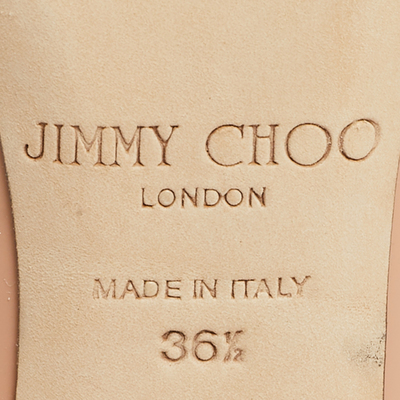 JIMMY CHOO
LONDON
MADE IN ITALY
36½